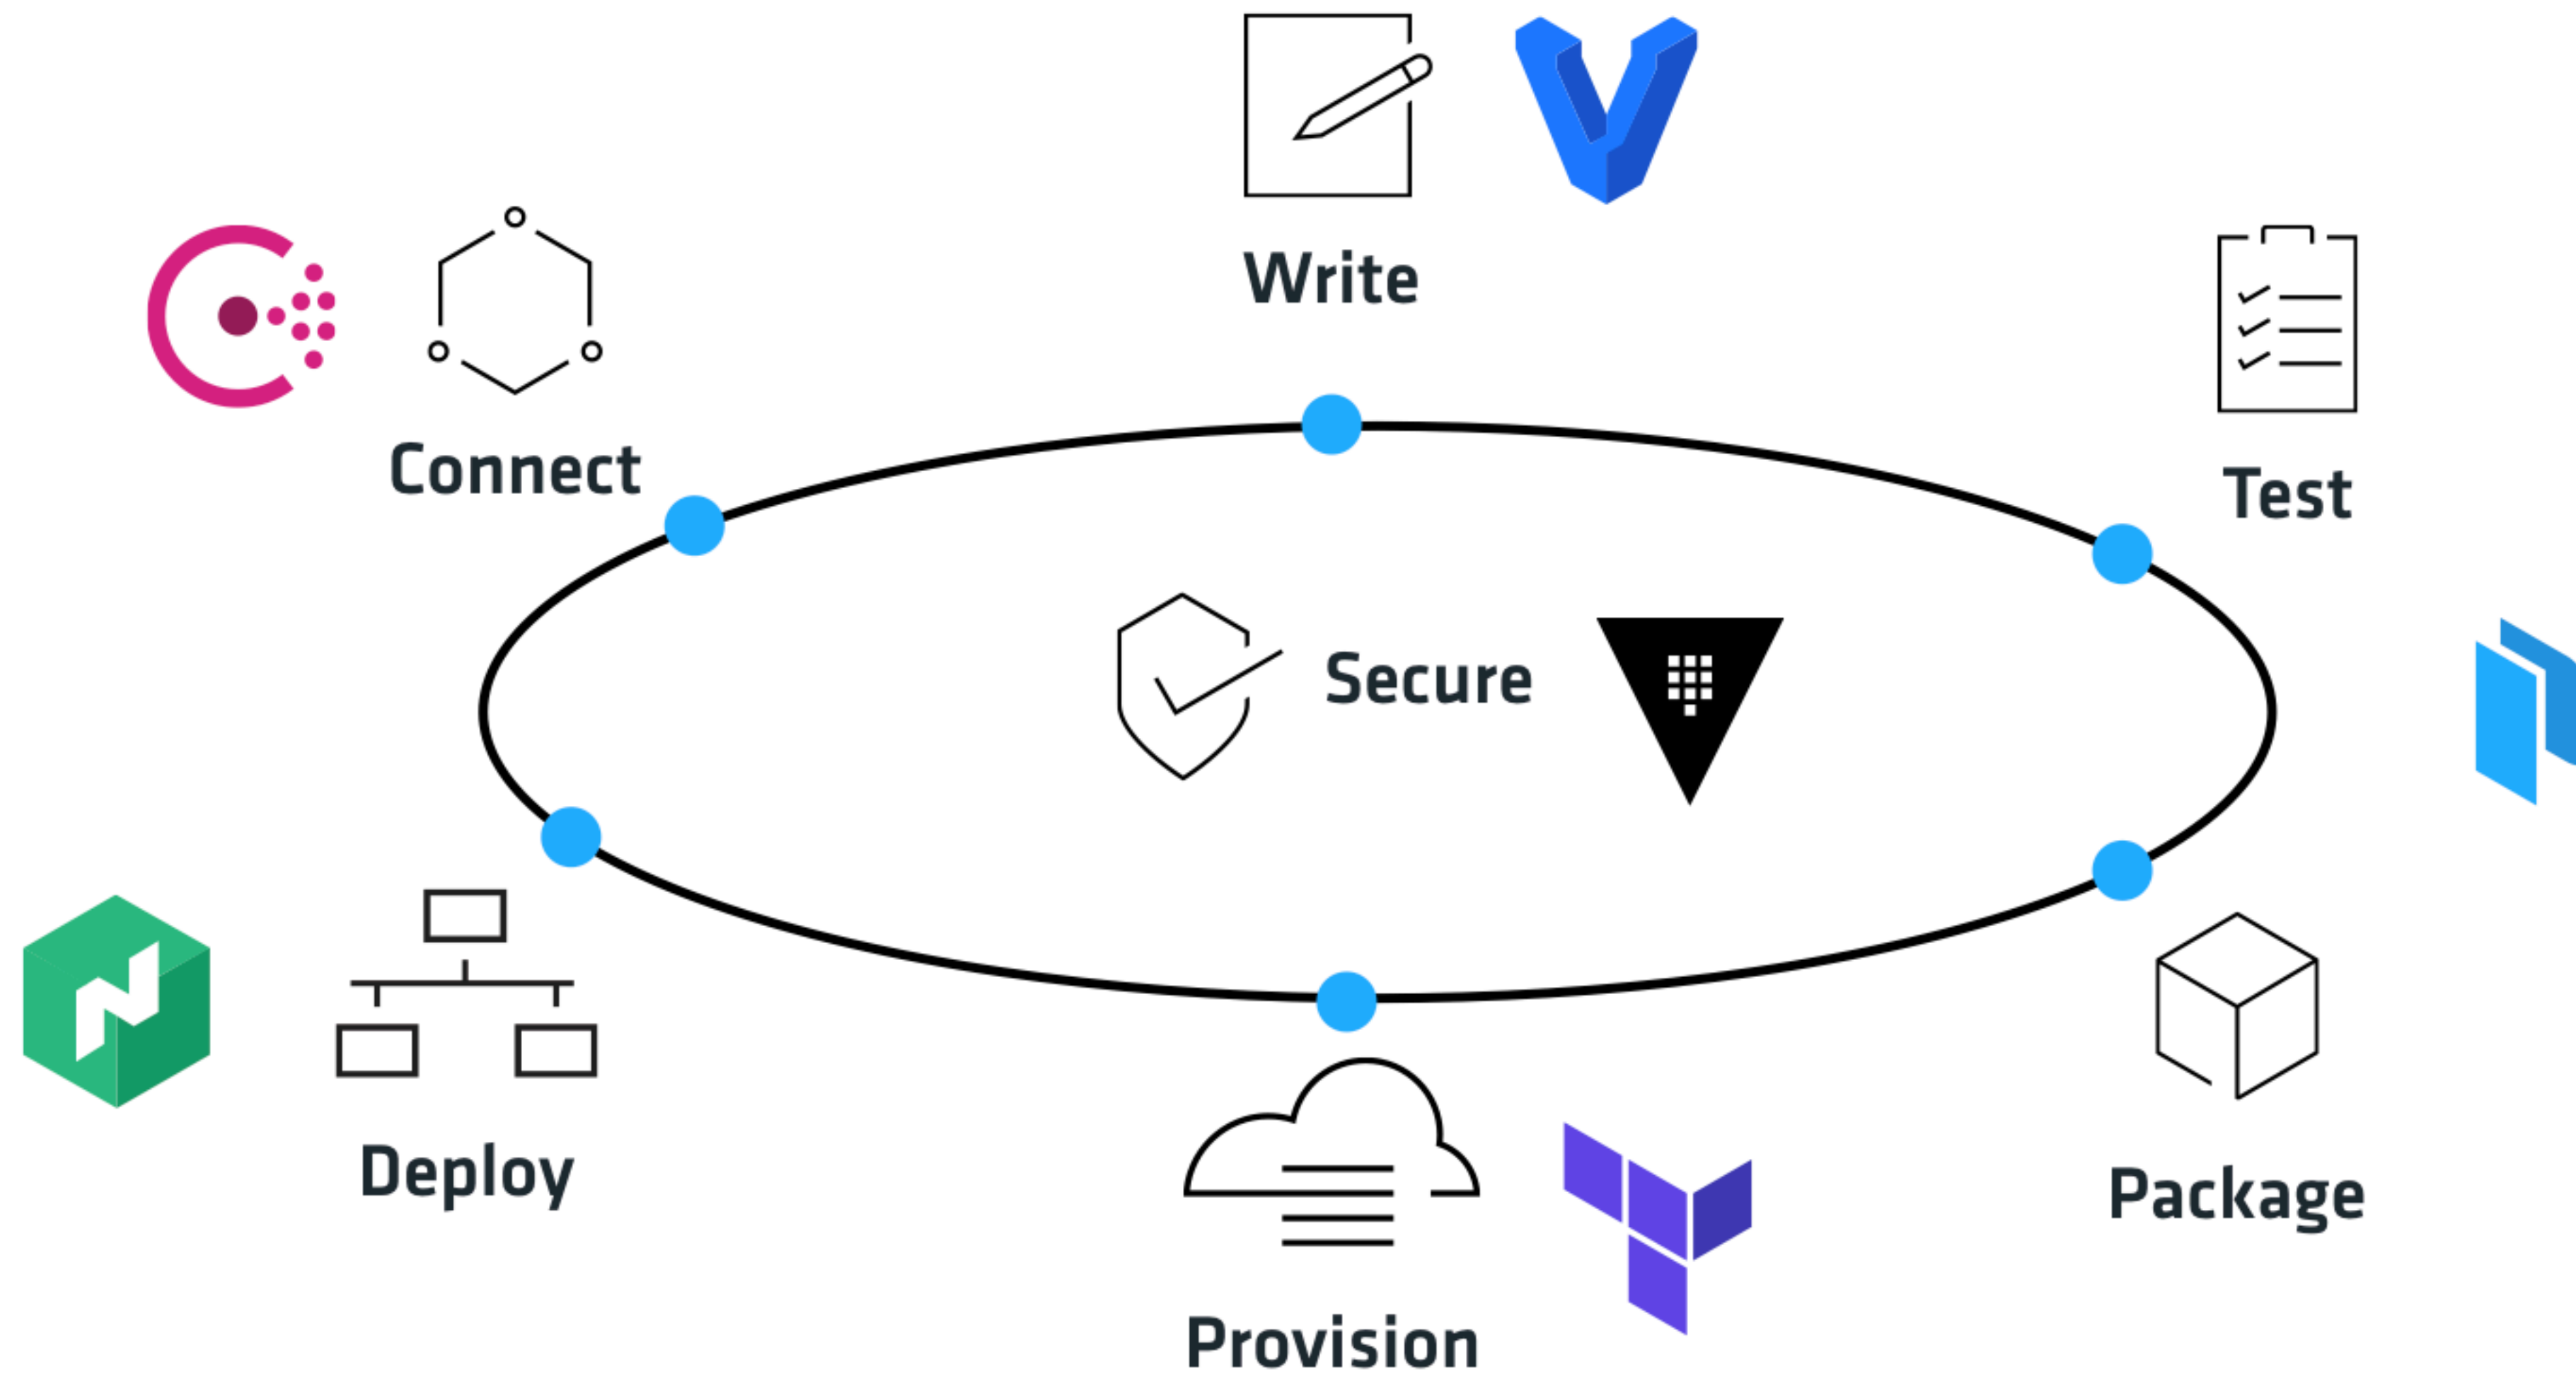 Write
Connect
Test
Secure
Deploy
Package
Provision